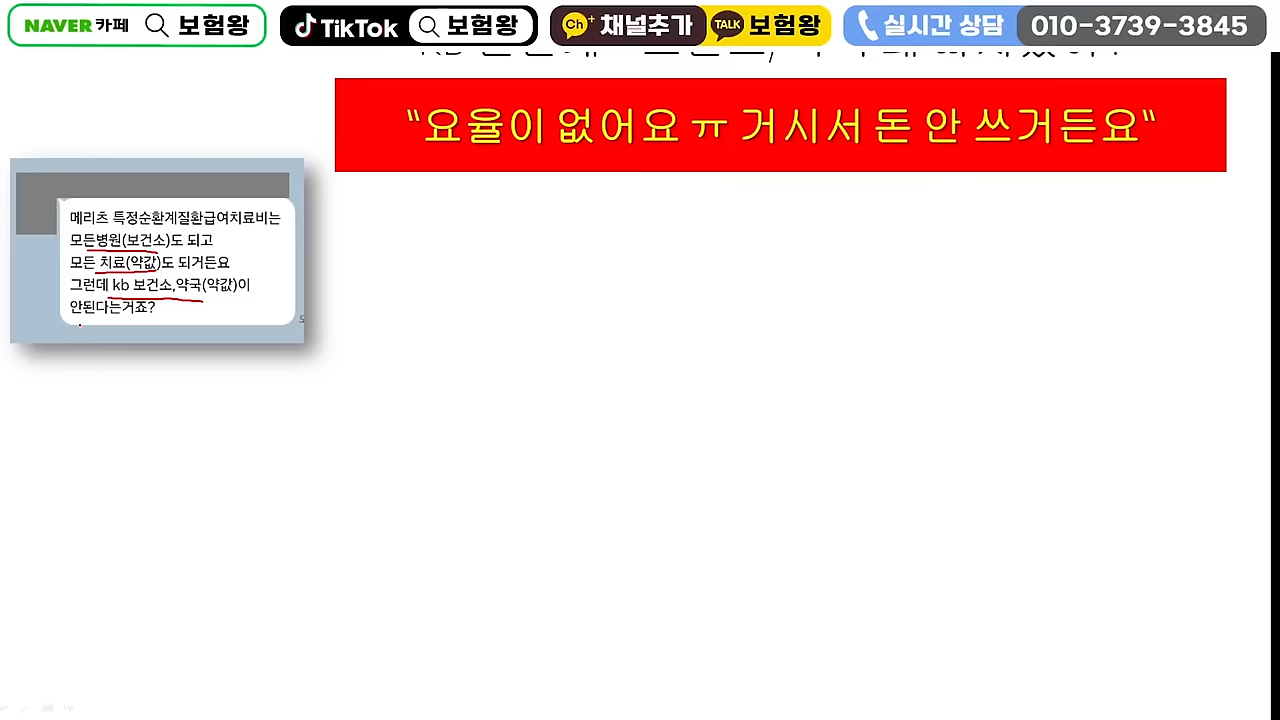 NAVER 카페 보험왕
TikTok 보험왕
Ch+ 채널추가 TALK 보험왕
실시간 상담 010-3739-3845
"요율이 없어요 ㅠ 거시서 돈 안 쓰거든요"
메리츠 특정순환계질환급여치료비는
모든병원(보건소)도 되고
모든 치료(약값)도 되거든요
그런데 kb 보건소,약국(약값)이
안된다는거죠?